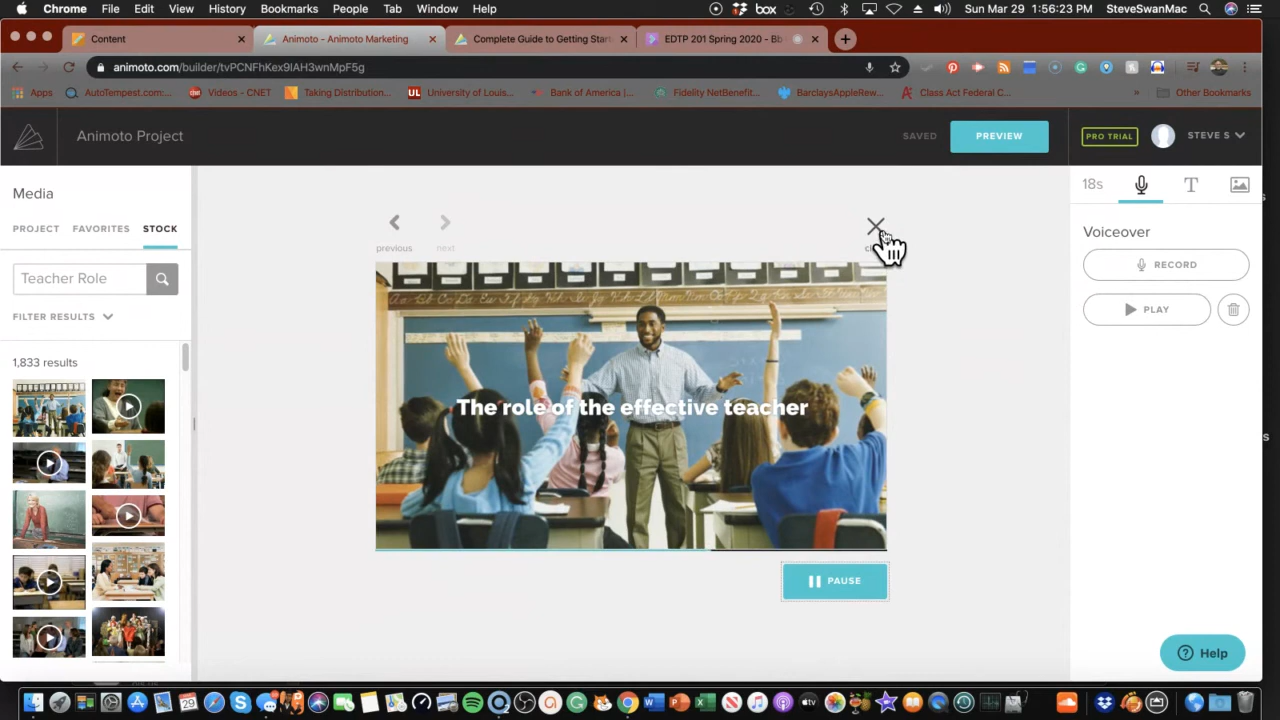 Chrome File Edit View History Bookmarks People Tab Window Help box Sun Mar 29 1:56:23 PM SteveSwanMac
Content Animoto - Animoto Marketing Complete Guide to Getting Start EDTP 201 Spring 2020 - Bb
animoto.com/builder/tvPCNFhKex9IAH3wnMpF5g
Apps AutoTempest.com:... Videos - CNET Taking Distribution... UL University of Louis... Bank of America |... Fidelity NetBenefit... BarclaysAppleRew... Class Act Federal C... » Other Bookmarks
Animoto Project SAVED PREVIEW PRO TRIAL STEVE S
Media 18s T
PROJECT FAVORITES STOCK
previous next
Voiceover
Teacher Role
RECORD
FILTER RESULTS
PLAY
1,833 results
The role of the effective teacher
PAUSE
Help